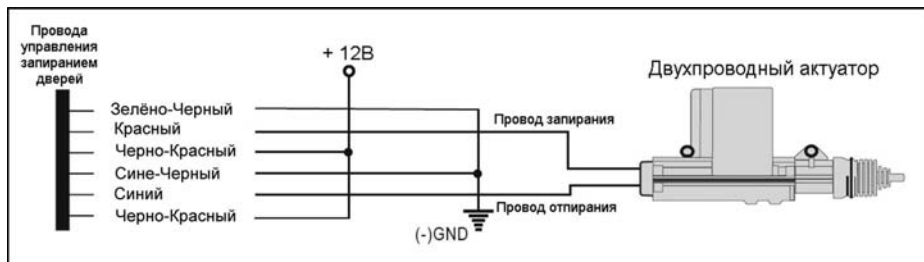 Провода
управления
запиранием
дверей
+ 12В
Двухпроводный актуатор
Зелёно-Черный
Красный
Провод запирания
Черно-Красный
Сине-Черный
Синий
Провод отпирания
Черно-Красный
(-)GND